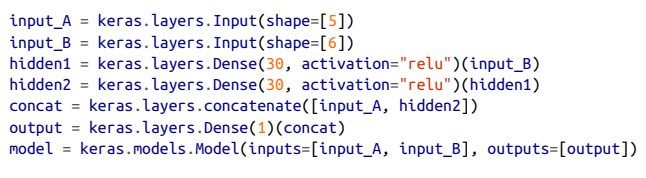 input_A = keras.layers.Input(shape=[5])
input_B = keras.layers.Input(shape=[6])
hidden1 = keras.layers.Dense(30, activation="relu")(input_B)
hidden2 = keras.layers.Dense(30, activation="relu")(hidden1)
concat = keras.layers.concatenate([input_A, hidden2])
output = keras.layers.Dense(1)(concat)
model = keras.models.Model(inputs=[input_A, input_B], outputs=[output])